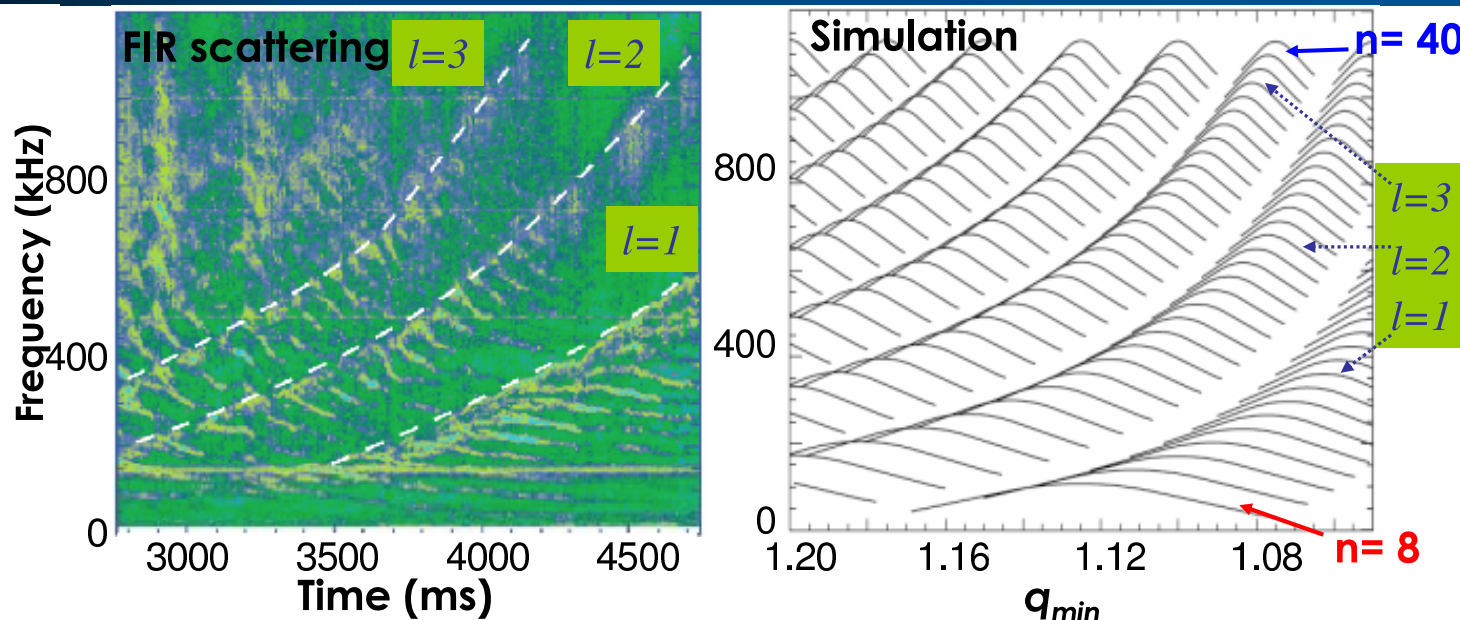 FIR scattering
l=3
l=2
l=1
Frequency (kHz)
800
400
0
3000
3500
4000
4500
Time (ms)
Simulation
n= 40
800
400
0
l=3
l=2
l=1
n= 8
1.20
1.16
1.12
1.08
qmin